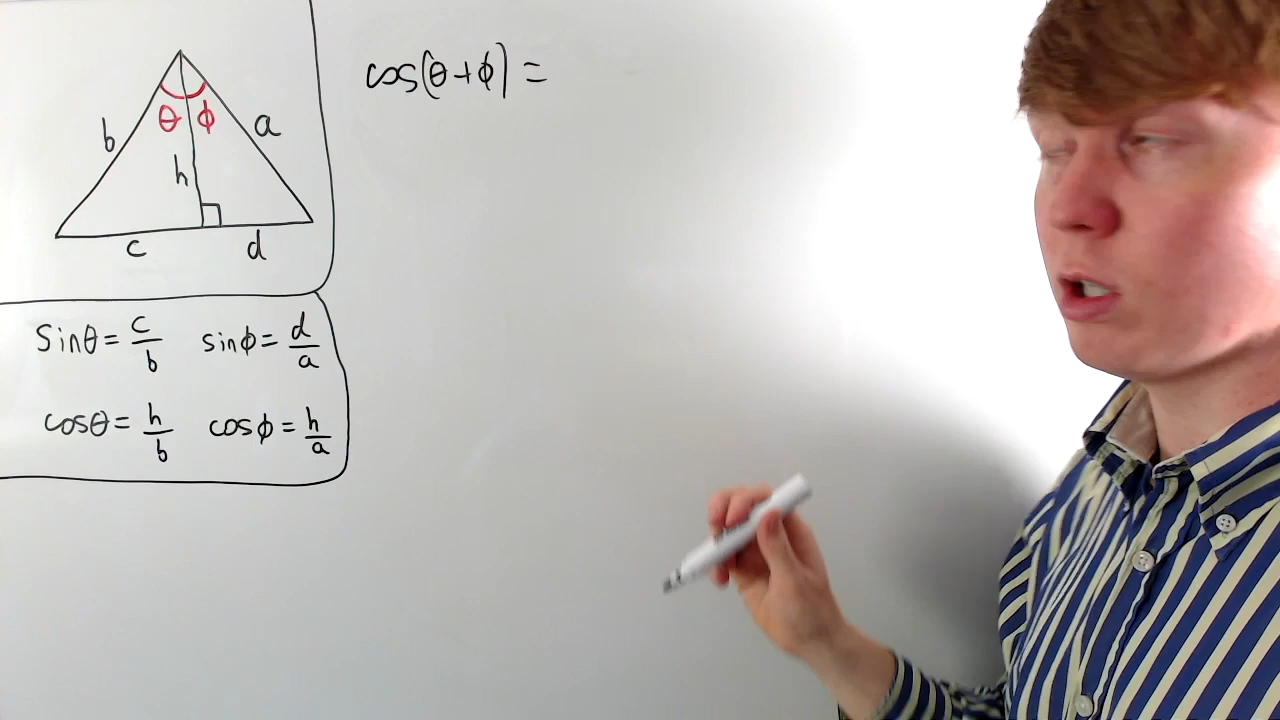 cos(θ+ϕ) =
θ ϕ
b a
h
c d
Sinθ = c/b sinϕ = d/a
cosθ = h/b cosϕ = h/a